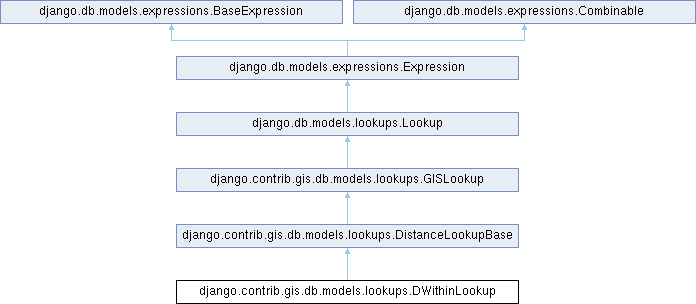 django.db.models.expressions.BaseExpression
django.db.models.expressions.Combinable
django.db.models.expressions.Expression
django.db.models.lookups.Lookup
django.contrib.gis.db.models.lookups.GISLookup
django.contrib.gis.db.models.lookups.DistanceLookupBase
django.contrib.gis.db.models.lookups.DWithinLookup